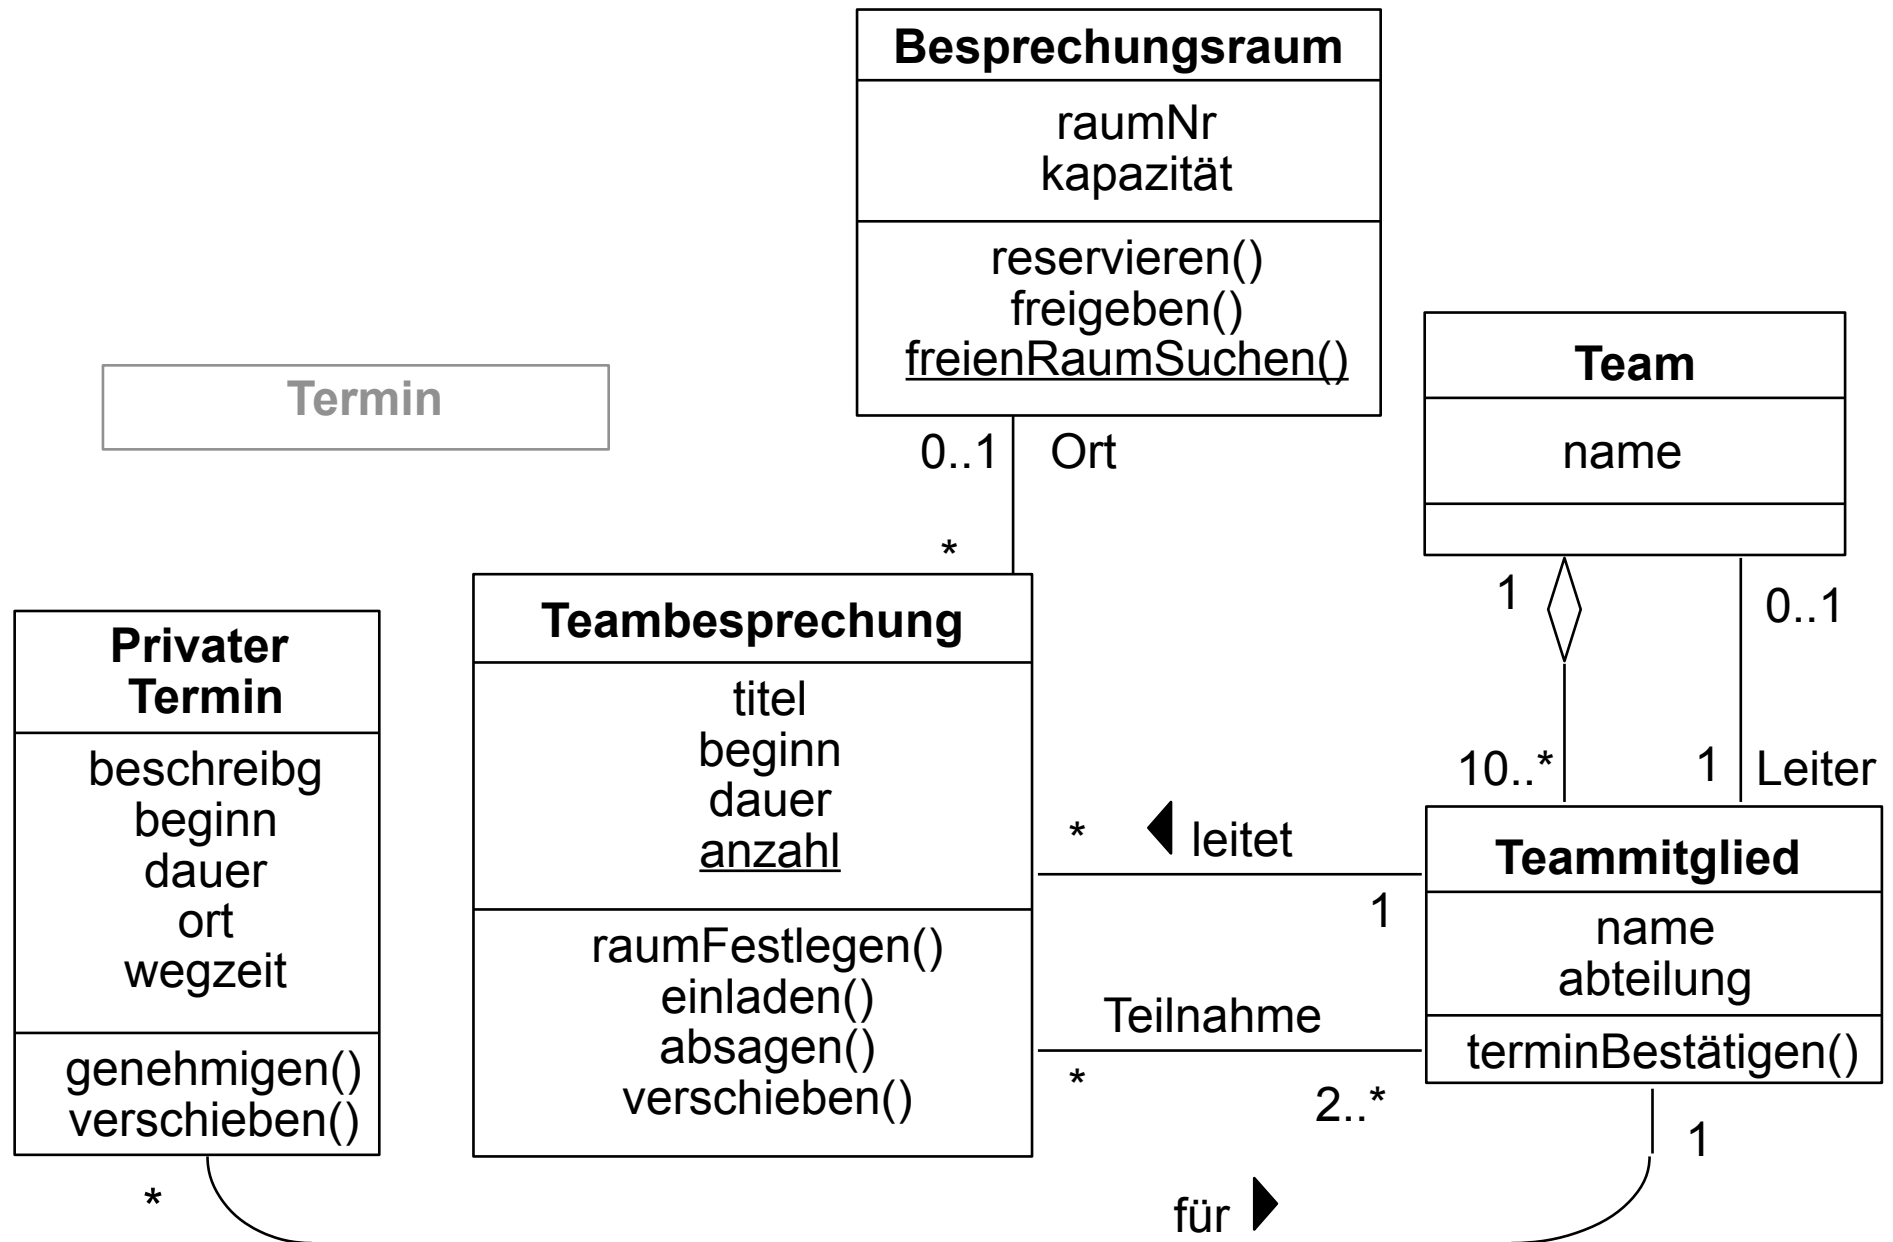 Besprechungsraum
raumNr
kapazität
reservieren()
freigeben()
freienRaumSuchen()
Team
name
Termin
0..1 Ort
*
1
0..1
Privater
Termin
beschreibg
beginn
dauer
ort
wegzeit
genehmigen()
verschieben()
*
Teambesprechung
titel
beginn
dauer
anzahl
raumFestlegen()
einladen()
absagen()
verschieben()
10..*
1 Leiter
* leitet
1
Teilnahme
*
2..*
Teammitglied
name
abteilung
terminBestätigen()
1
für